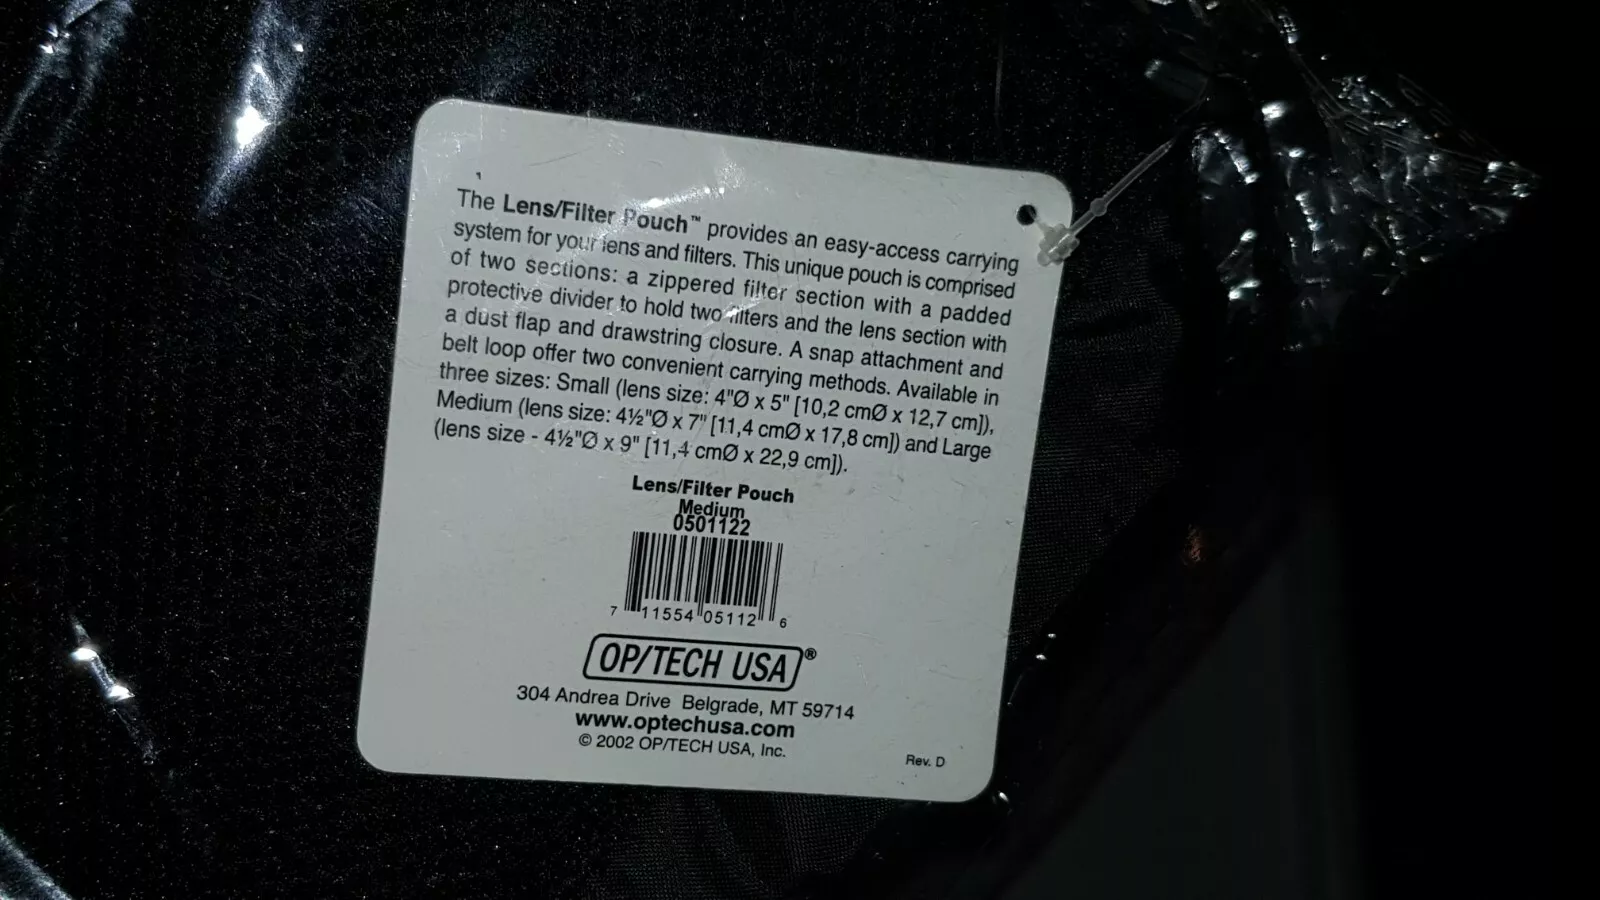 The Lens/Filter Pouch™ provides an easy-access carrying
system for your lens and filters. This unique pouch is comprised
of two sections: a zippered filter section with a padded
protective divider to hold two filters and the lens section with
a dust flap and drawstring closure. A snap attachment and
belt loop offer two convenient carrying methods. Available in
three sizes: Small (lens size: 4"Ø x 5" [10,2 cmØ x 12,7 cm]),
Medium (lens size: 4½"Ø x 7" [11,4 cmØ x 17,8 cm]) and Large
(lens size - 4½"Ø x 9" [11,4 cmØ x 22,9 cm]).
Lens/Filter Pouch
Medium
0501122
7 11554 05112 6
OP/TECH USA®
304 Andrea Drive Belgrade, MT 59714
www.optechusa.com
© 2002 OP/TECH USA, Inc.
Rev. D